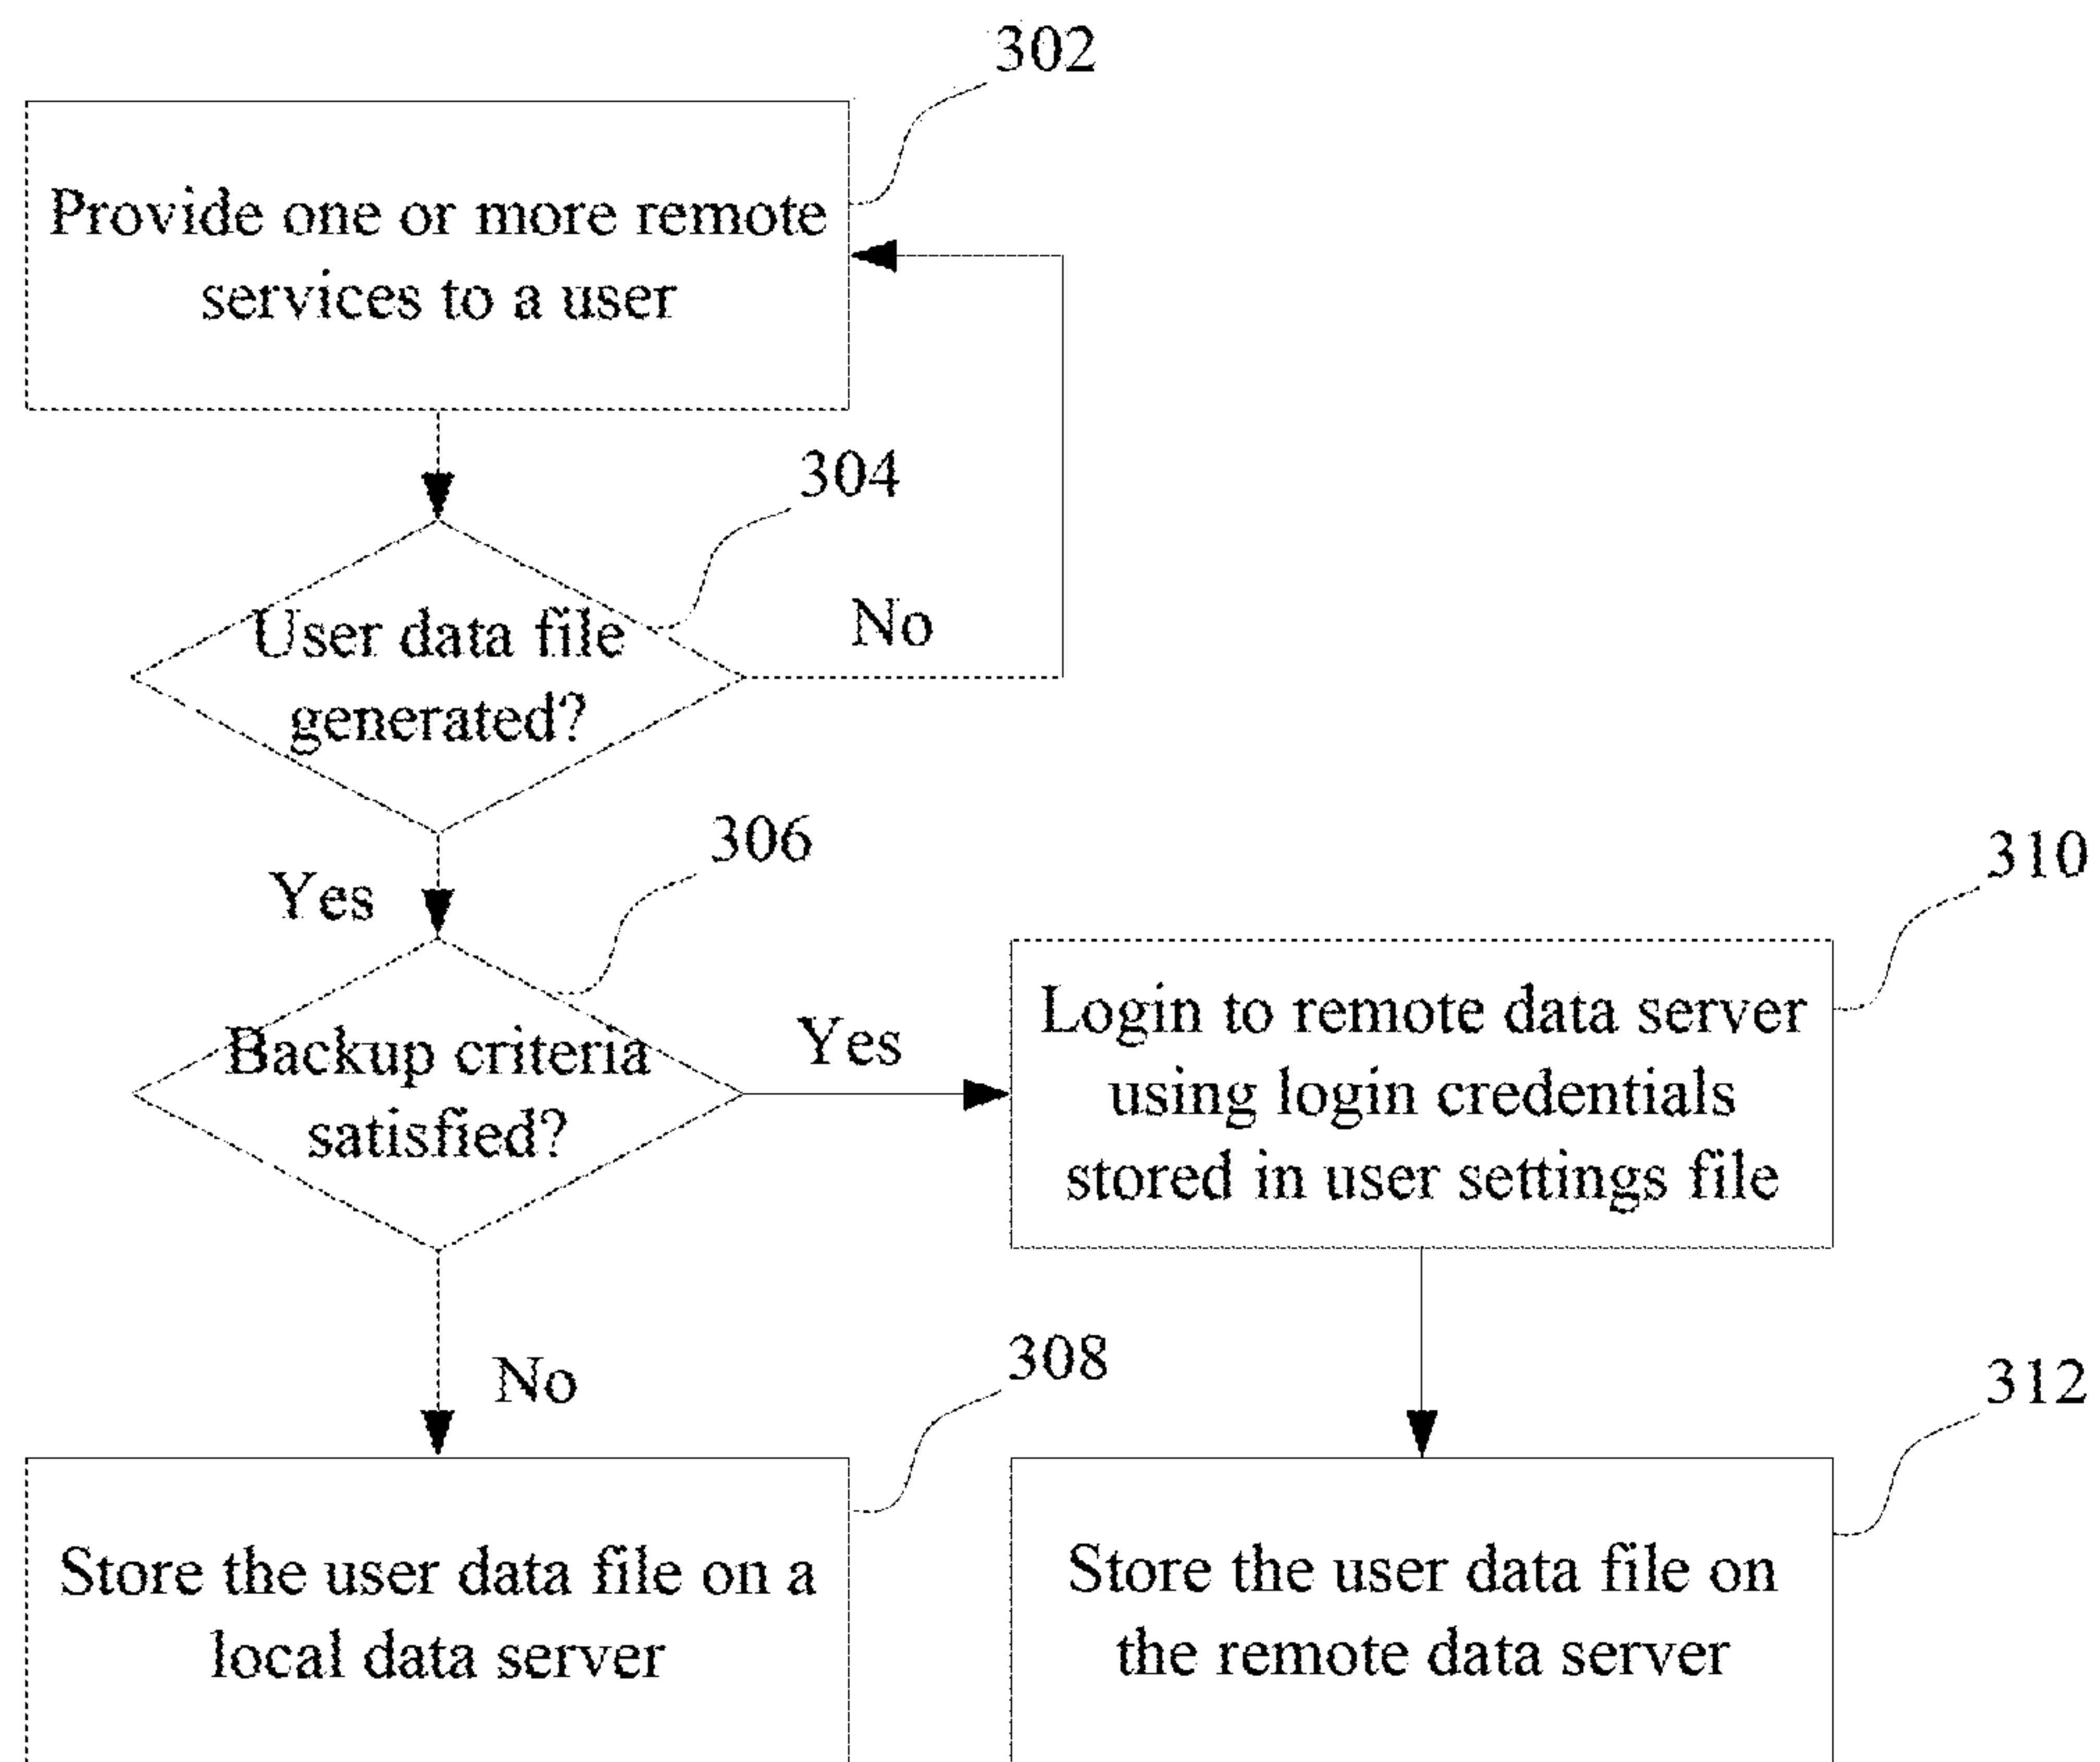 302
Provide one or more remote
services to a user
304
User data file
generated?
No
Yes
306
Backup criteria
satisfied?
Yes
310
Login to remote data server
using login credentials
stored in user settings file
No
308
Store the user data file on a
local data server
312
Store the user data file on
the remote data server